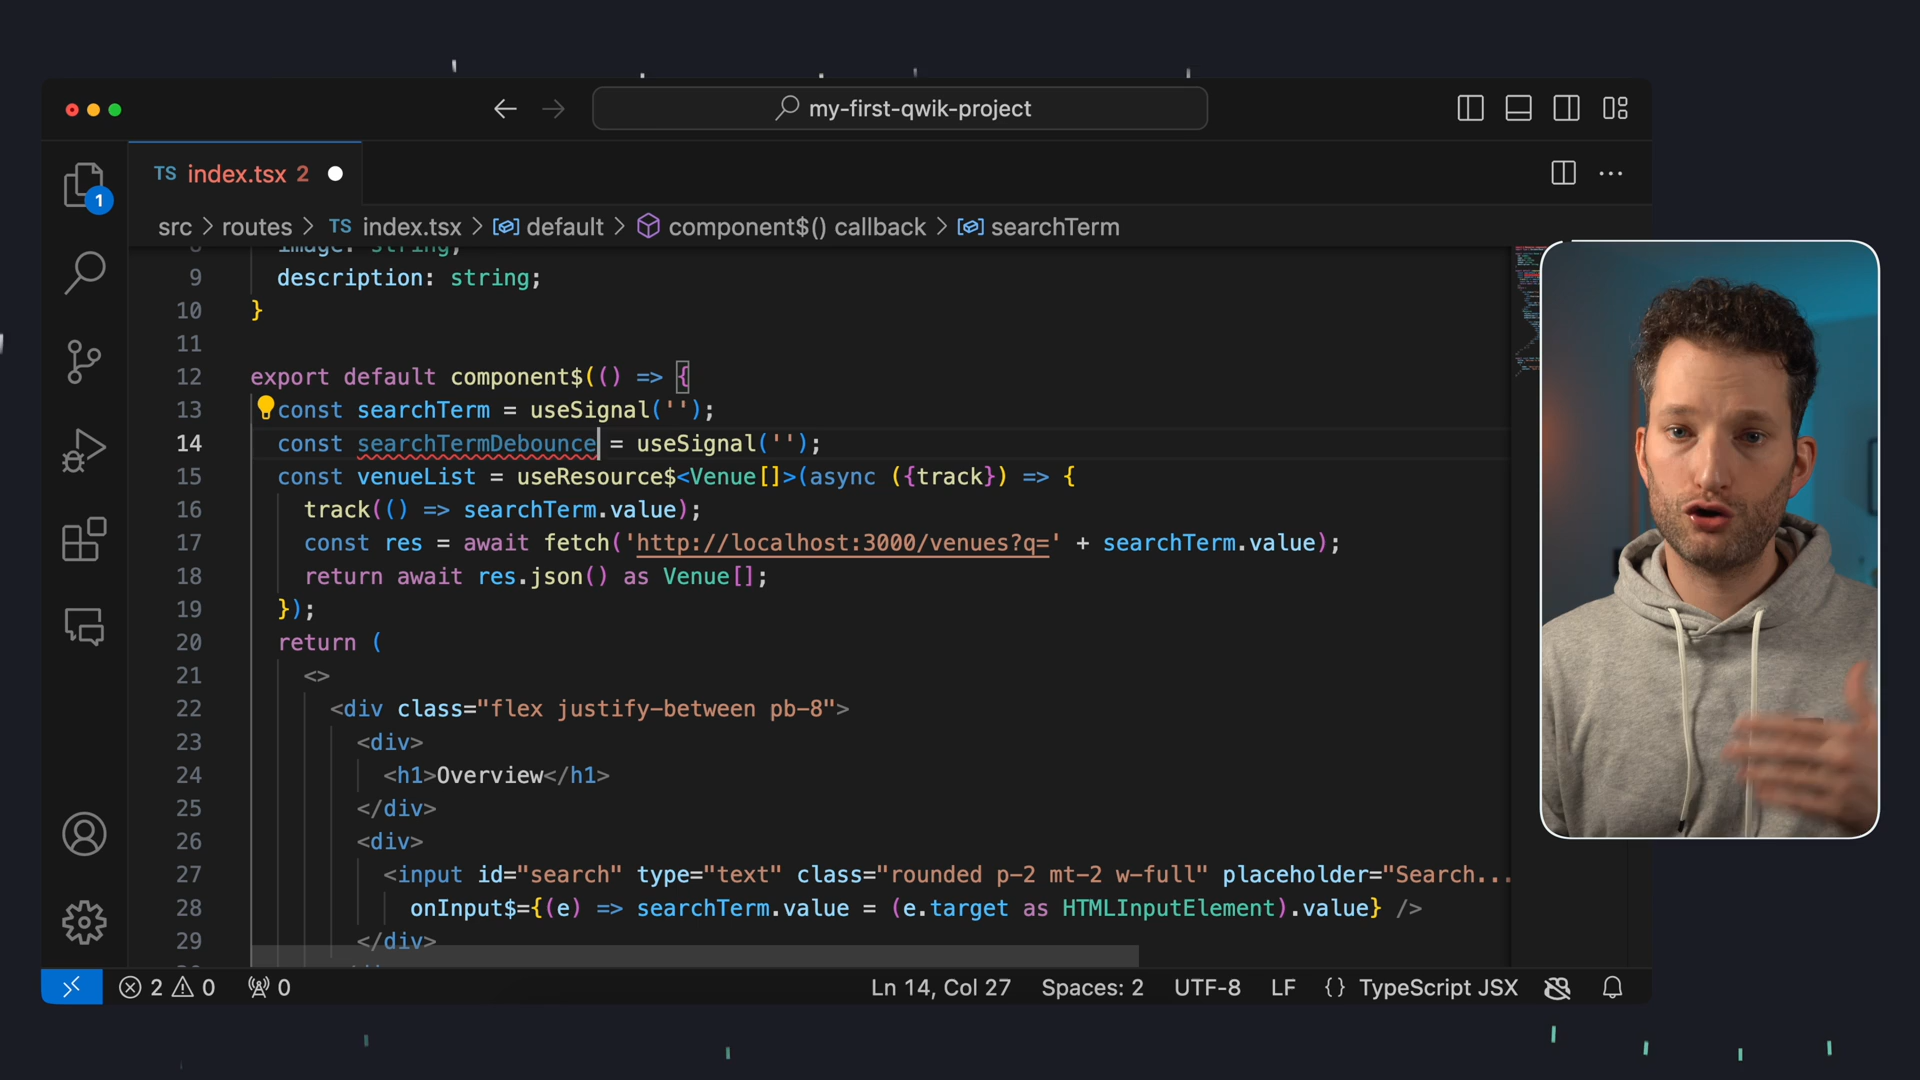 my-first-qwik-project
TS index.tsx 2
1
src > routes > TS index.tsx > default > component$() callback > searchTerm
8 image: string;
9 description: string;
10 }
11
12 export default component$(() => {
13 const searchTerm = useSignal('');
14 const searchTermDebounce = useSignal('');
15 const venueList = useResource$<Venue[]>(async ({track}) => {
16 track(() => searchTerm.value);
17 const res = await fetch('http://localhost:3000/venues?q=' + searchTerm.value);
18 return await res.json() as Venue[];
19 });
20 return (
21 <>
22 <div class="flex justify-between pb-8">
23 <div>
24 <h1>Overview</h1>
25 </div>
26 <div>
27 <input id="search" type="text" class="rounded p-2 mt-2 w-full" placeholder="Search...
28 onInput$={(e) => searchTerm.value = (e.target as HTMLInputElement).value} />
29 </div>
2 0 0 Ln 14, Col 27 Spaces: 2 UTF-8 LF {} TypeScript JSX